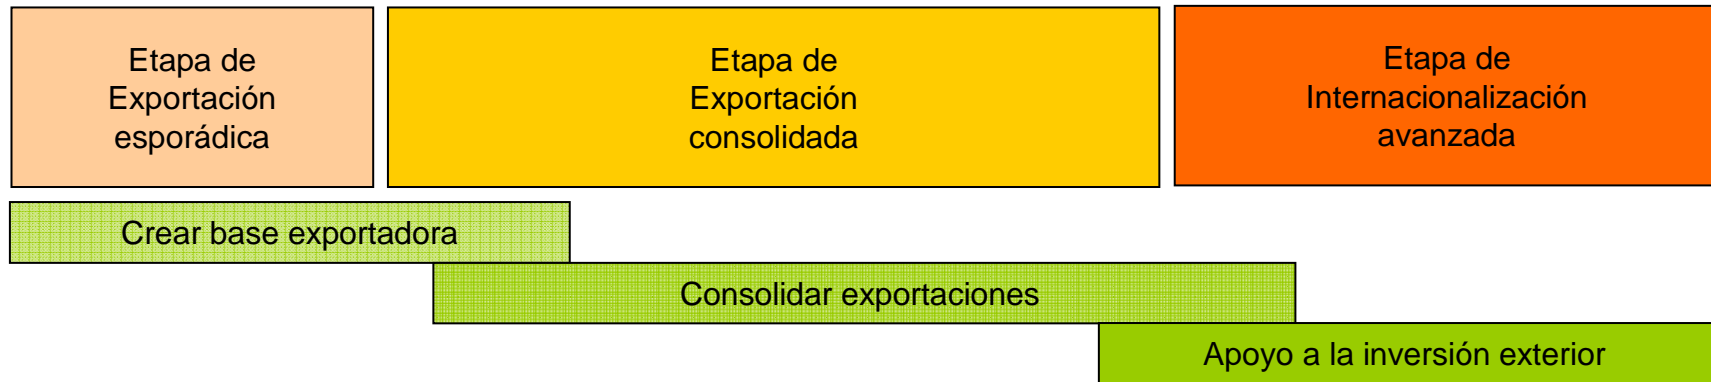 Etapa de
Exportación
esporádica
Etapa de
Exportación
consolidada
Etapa de
Internacionalización
avanzada
Crear base exportadora
Consolidar exportaciones
Apoyo a la inversión exterior